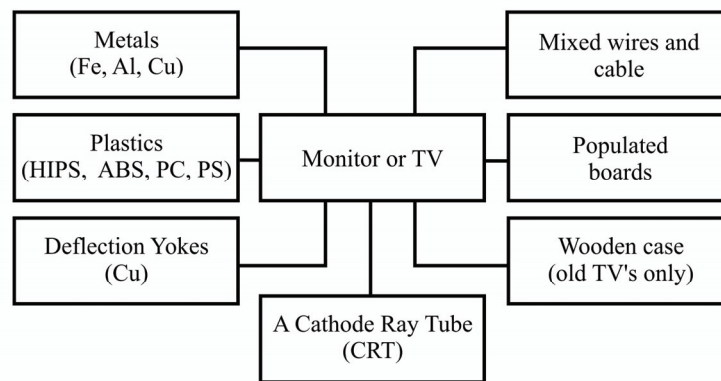 Metals
(Fe, Al, Cu)
Mixed wires and
cable
Plastics
(HIPS, ABS, PC, PS)
Monitor or TV
Populated
boards
Deflection Yokes
(Cu)
Wooden case
(old TV's only)
A Cathode Ray Tube
(CRT)